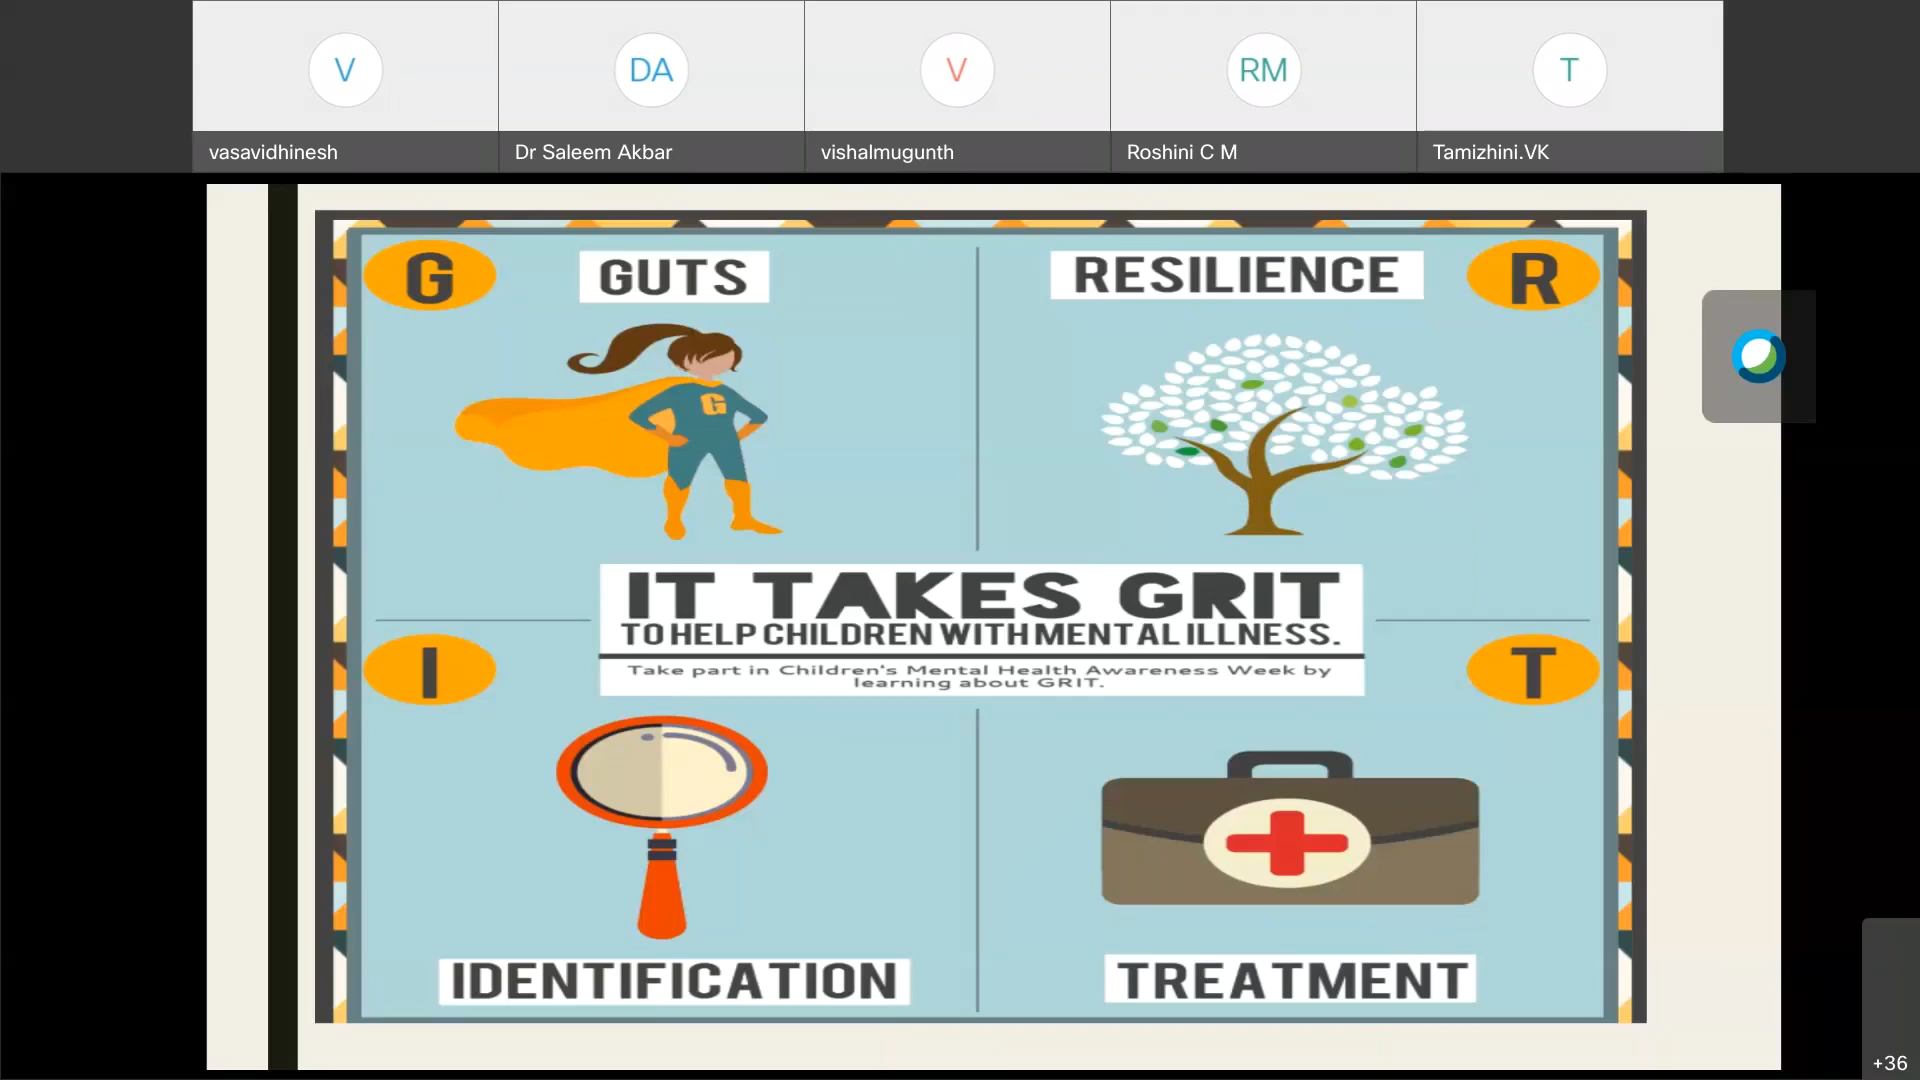 V
DA
V
RM
T
vasavidhinesh
Dr Saleem Akbar
vishalmugunth
Roshini C M
Tamizhini.VK
G
GUTS
RESILIENCE
R
G
IT TAKES GRIT
TO HELP CHILDREN WITH MENTAL ILLNESS.
Take part in Children's Mental Health Awareness Week by
learning about GRIT.
I
T
IDENTIFICATION
TREATMENT
+36